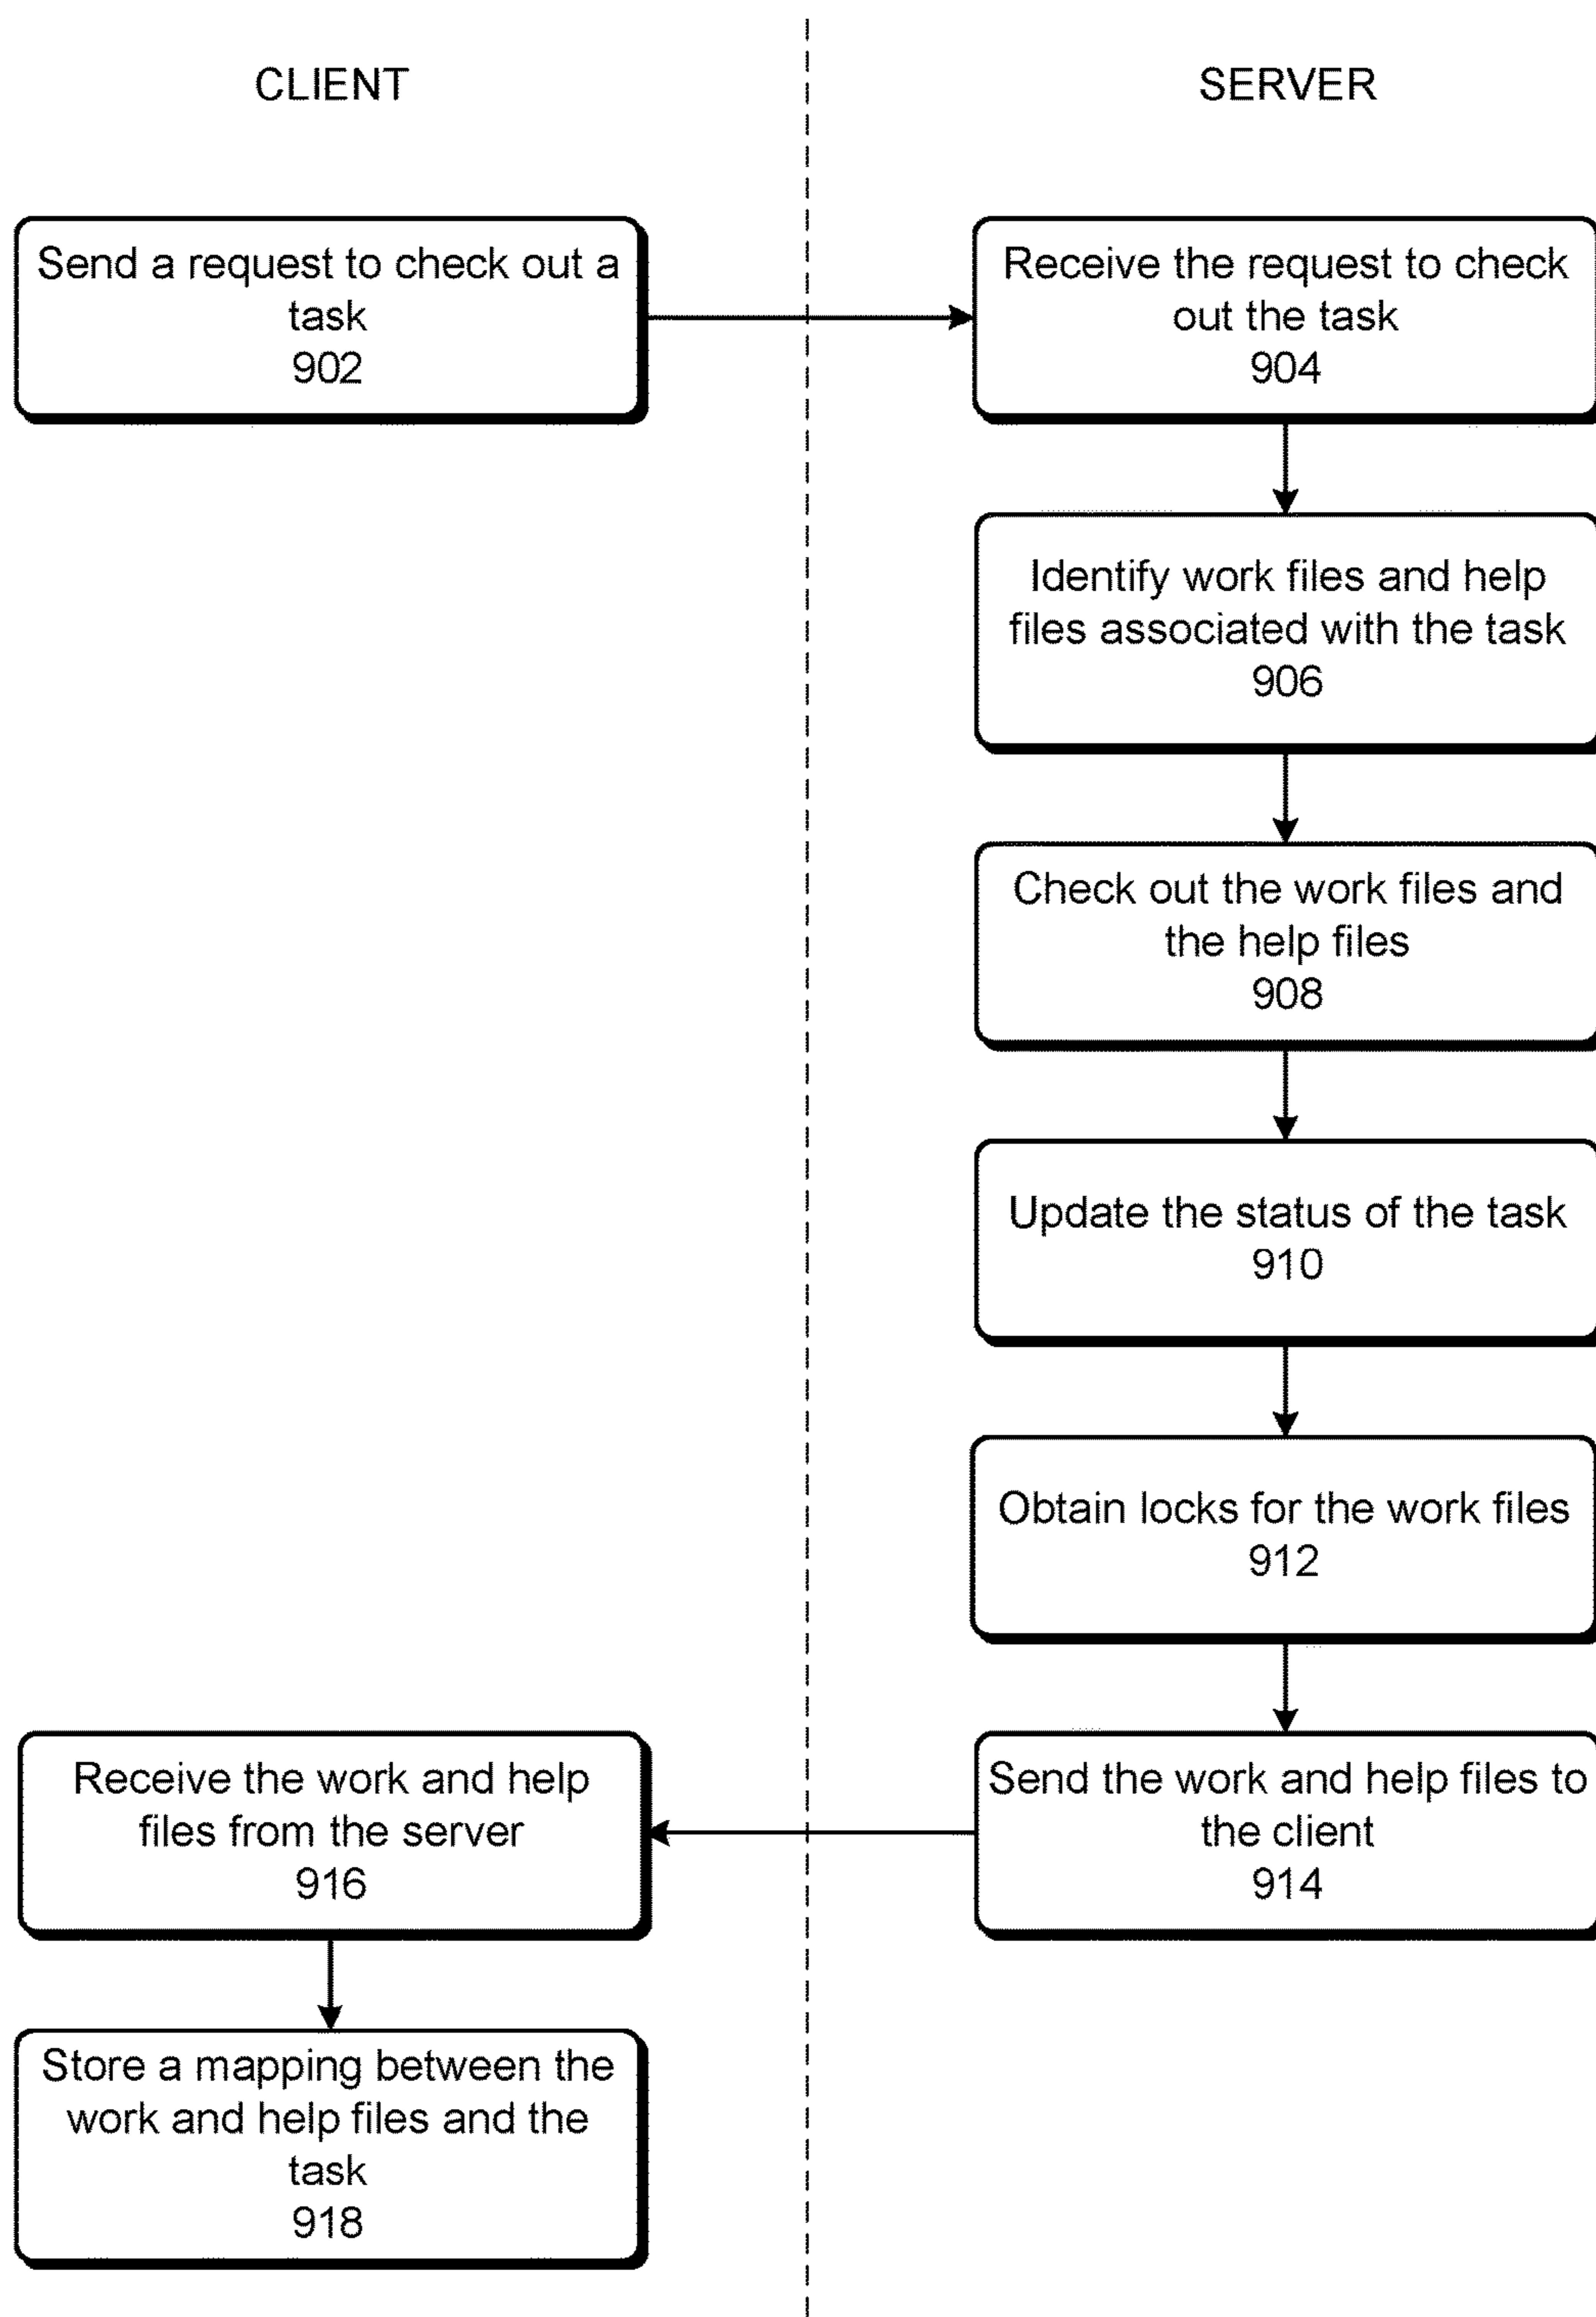 CLIENT
SERVER
Send a request to check out a
task
902
Receive the request to check
out the task
904
Identify work files and help
files associated with the task
906
Check out the work files and
the help files
908
Update the status of the task
910
Obtain locks for the work files
912
Send the work and help files to
the client
914
Receive the work and help
files from the server
916
Store a mapping between the
work and help files and the
task
918